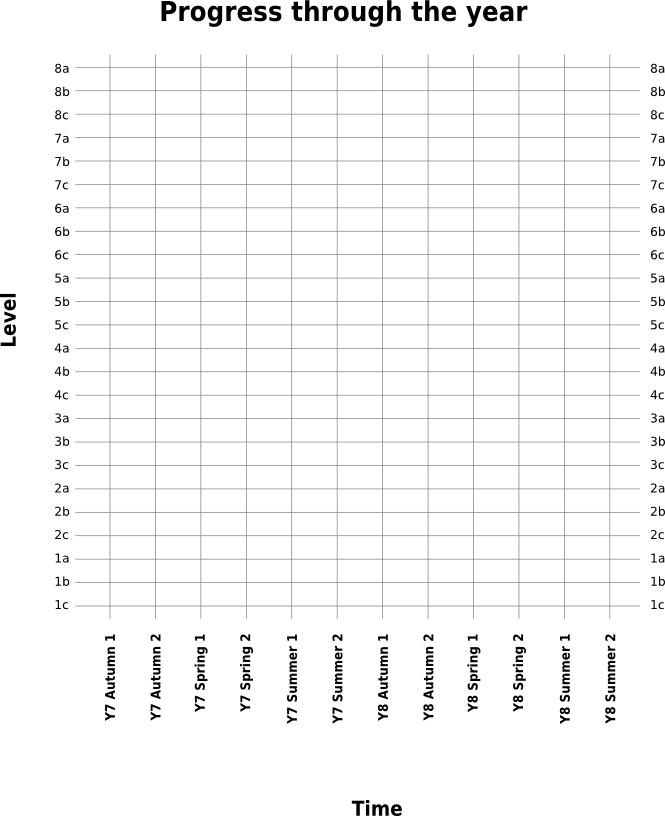 Progress through the year
Level
8a 8a
8b 8b
8c 8c
7a 7a
7b 7b
7c 7c
6a 6a
6b 6b
6c 6c
5a 5a
5b 5b
5c 5c
4a 4a
4b 4b
4c 4c
3a 3a
3b 3b
3c 3c
2a 2a
2b 2b
2c 2c
1a 1a
1b 1b
1c 1c
Y7 Autumn 1
Y7 Autumn 2
Y7 Spring 1
Y7 Spring 2
Y7 Summer 1
Y7 Summer 2
Y8 Autumn 1
Y8 Autumn 2
Y8 Spring 1
Y8 Spring 2
Y8 Summer 1
Y8 Summer 2
Time